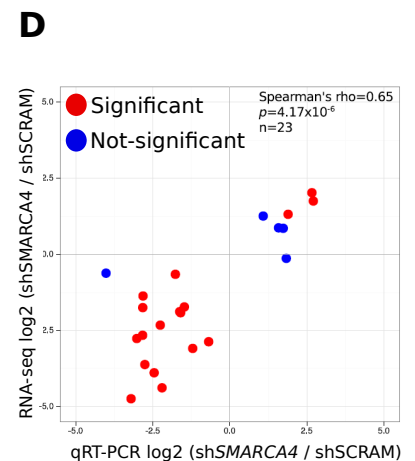 D
Significant
Not-significant
Spearman's rho=0.65
p=4.17x10-6
n=23
RNA-seq log2 (shSMARCA4 / shSCRAM)
5.0
2.5
0.0
2.5
-5.0
-5.0 -2.5 0.0 2.5 5.0
qRT-PCR log2 (shSMARCA4 / shSCRAM)